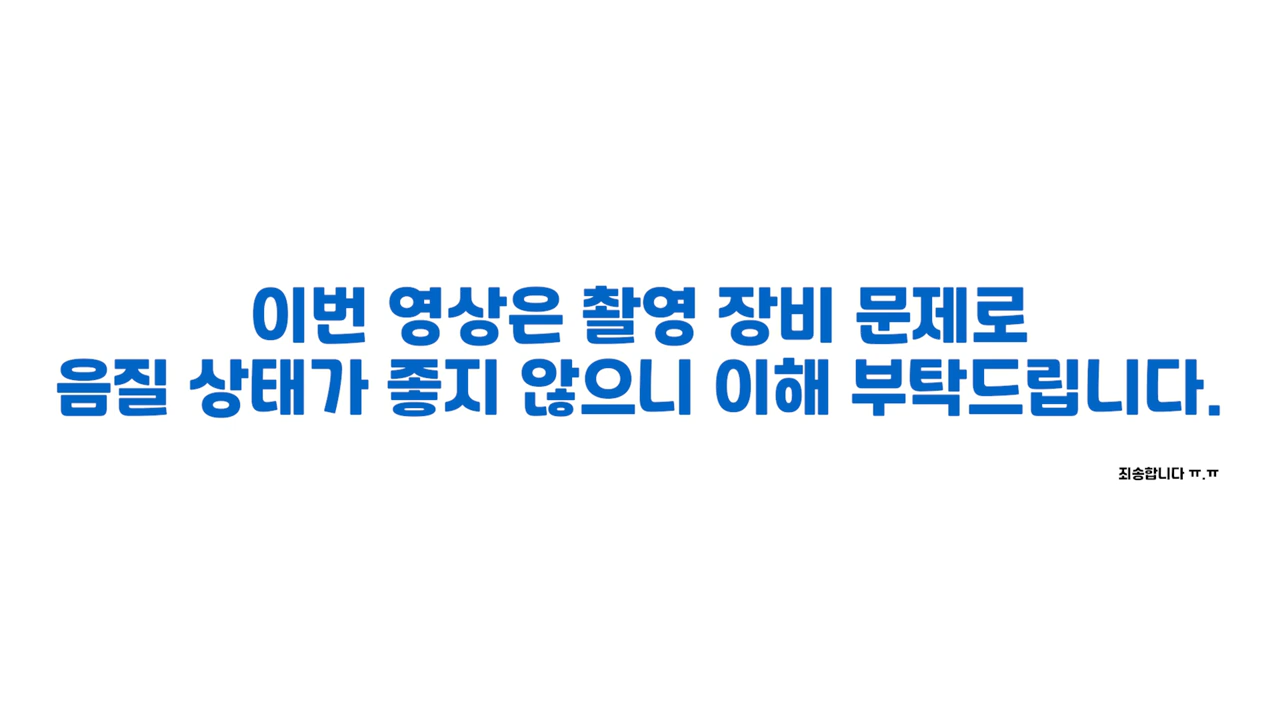 이번 영상은 촬영 장비 문제로
음질 상태가 좋지 않으니 이해 부탁드립니다.
죄송합니다 ㅠ.ㅠ